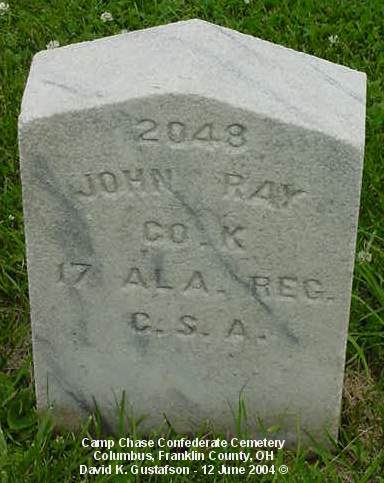 2048
JOHN RAY
CO. K
17 ALA. REG.
C. S. A.
Camp Chase Confederate Cemetery
Columbus, Franklin County, OH
David K. Gustafson - 12 June 2004 ©